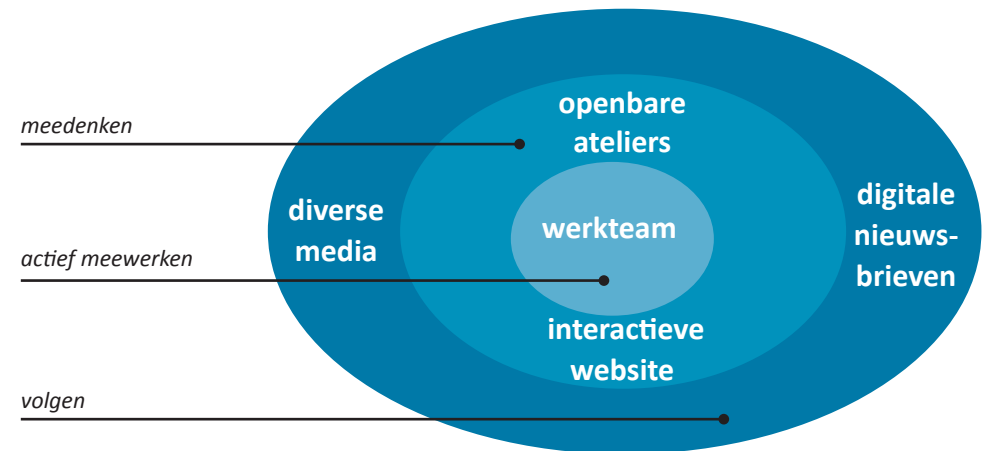 meedenken
actief meewerken
volgen
openbare
ateliers
diverse
media
werkteam
digitale
nieuws-
brieven
interactieve
website